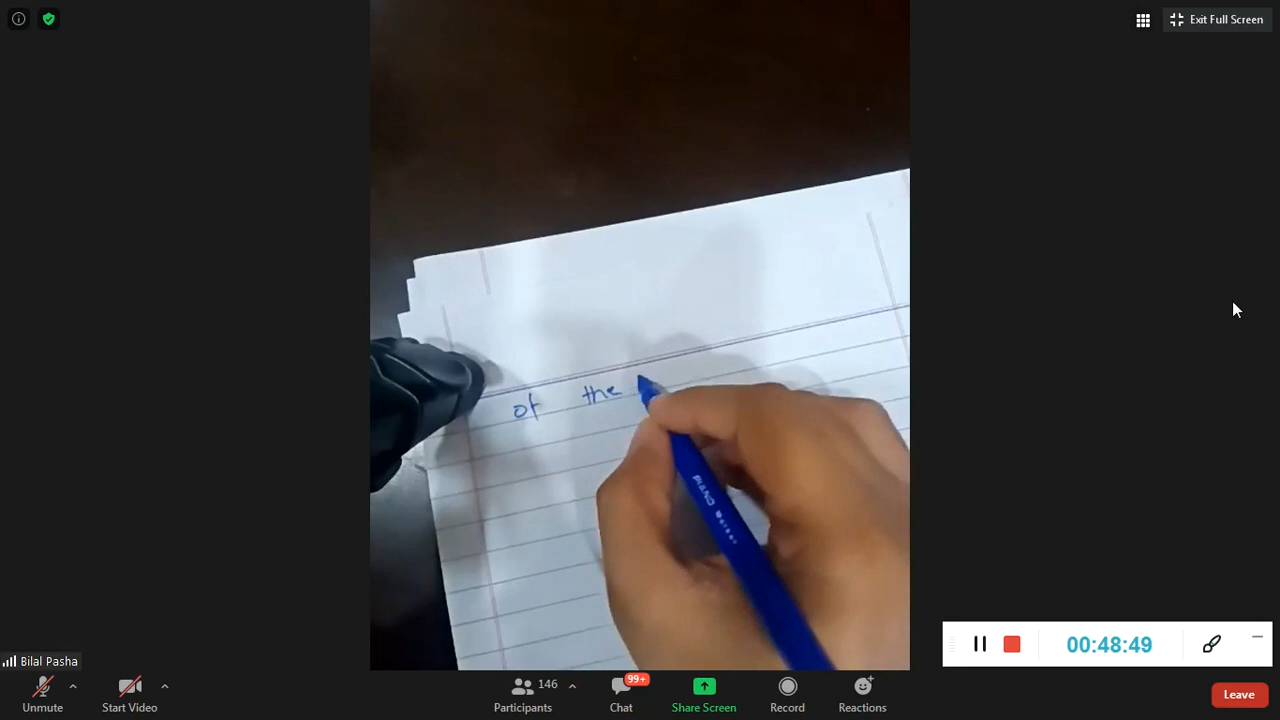 Exit Full Screen
of the
PIANO
00:48:49
Bilal Pasha
Unmute
Start Video
146
Participants
99+
Chat
Share Screen
Record
Reactions
Leave